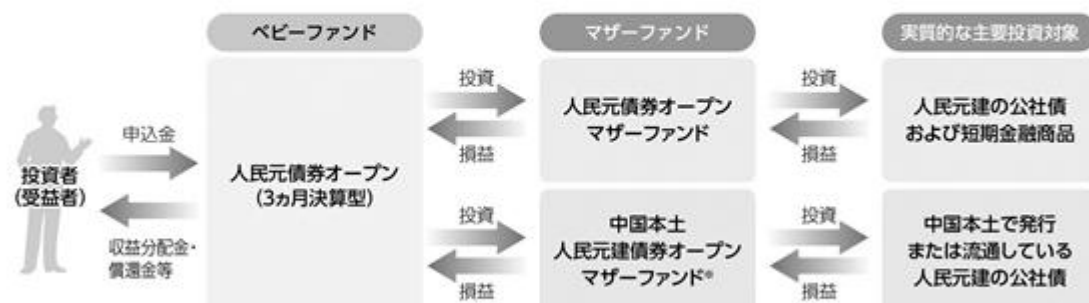 ベビーファンド
マザーファンド
実質的な主要投資対象
投資者
(受益者)
申込金
収益分配金・
償還金等
人民元債券オープン
(3ヵ月決算型)
投資
損益
人民元債券オープン
マザーファンド
投資
損益
人民元建の公社債
および短期金融商品
投資
損益
中国本土
人民元建債券オープン
マザーファンド※
投資
損益
中国本土で発行
または流通している
人民元建の公社債